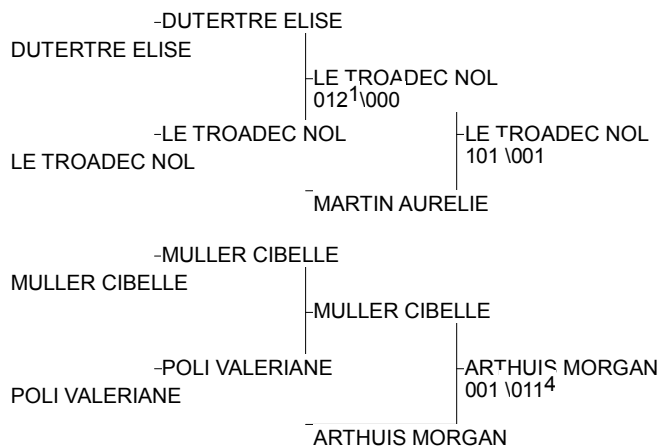 DUTERTRE ELISE
DUTERTRE ELISE
LE TROADEC NOL
012¹\000
LE TROADEC NOL
LE TROADEC NOL
LE TROADEC NOL
101 \001
MARTIN AURELIE
MULLER CIBELLE
MULLER CIBELLE
MULLER CIBELLE
POLI VALERIANE
POLI VALERIANE
ARTHUIS MORGAN
001 \011⁴
ARTHUIS MORGAN